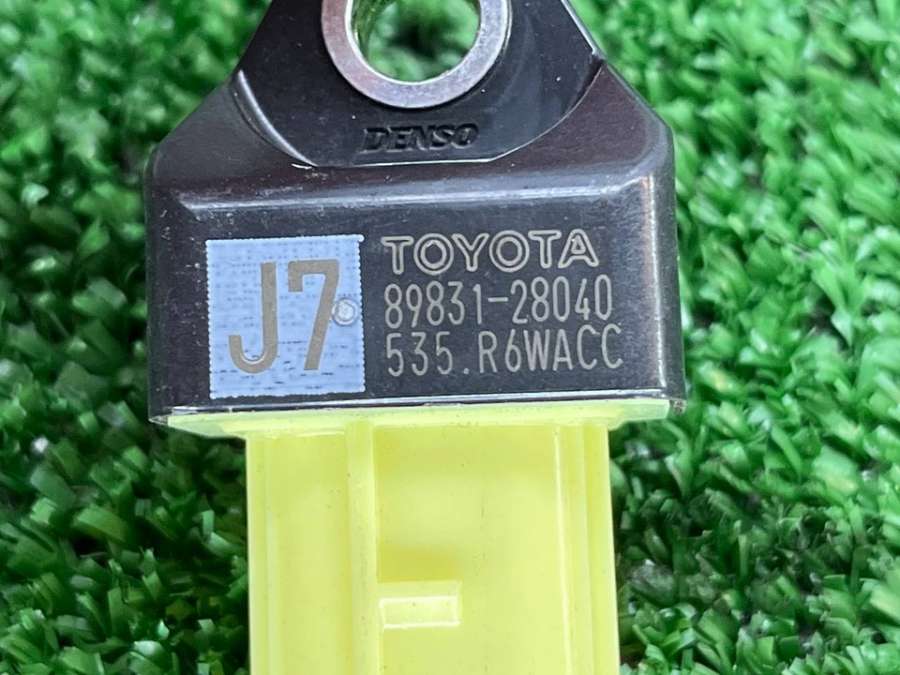 DENSO
J7
TOYOTA
89831-28040
535.R6WACC